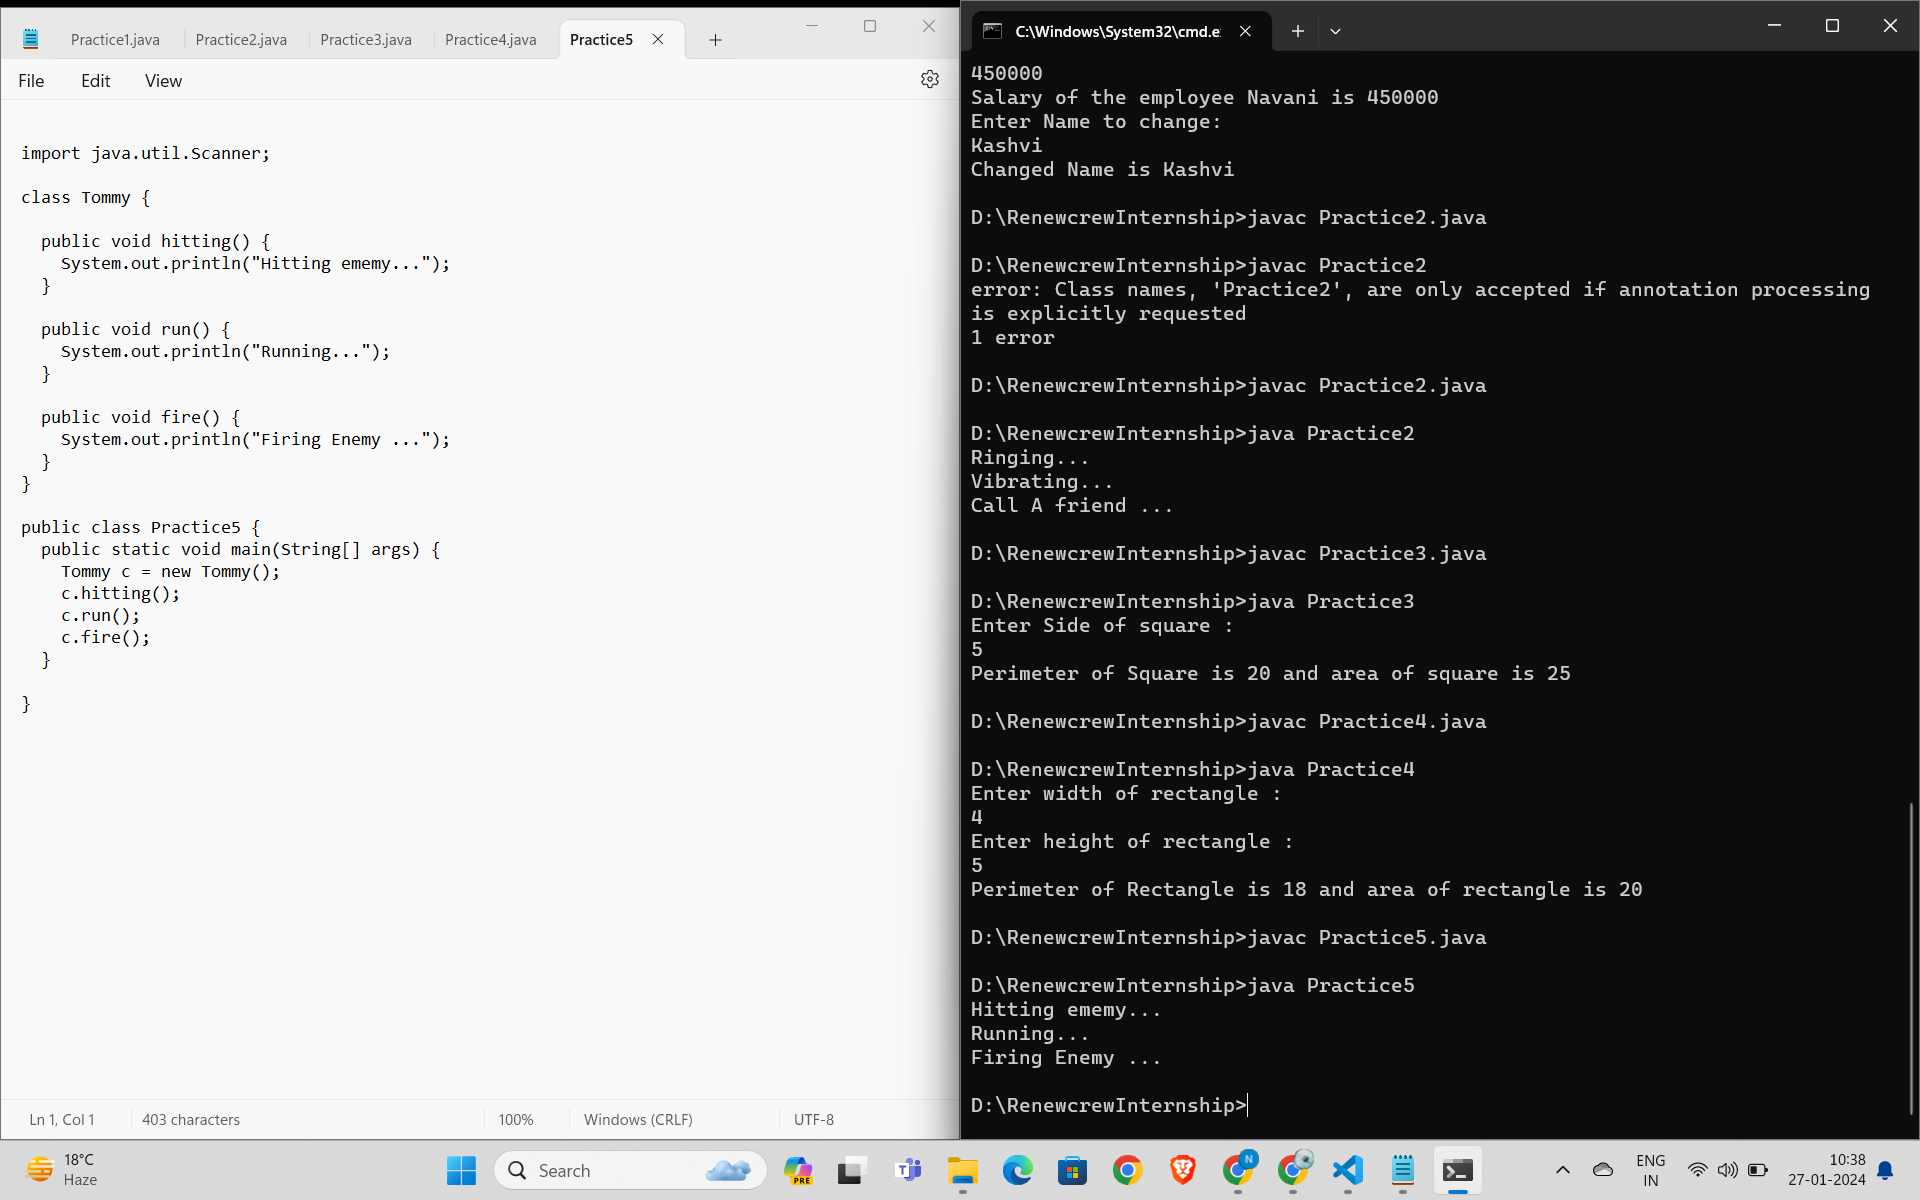 Practice1.java Practice2.java Practice3.java Practice4.java Practice5
File Edit View
import java.util.Scanner;
class Tommy {
public void hitting() {
System.out.println("Hitting ememy...");
}
public void run() {
System.out.println("Running...");
}
public void fire() {
System.out.println("Firing Enemy ...");
}
}
public class Practice5 {
public static void main(String[] args) {
Tommy c = new Tommy();
c.hitting();
c.run();
c.fire();
}
}
Ln 1, Col 1 403 characters 100% Windows (CRLF) UTF-8
C:\Windows\System32\cmd.e
450000
Salary of the employee Navani is 450000
Enter Name to change:
Kashvi
Changed Name is Kashvi
D:\RenewcrewInternship>javac Practice2.java
D:\RenewcrewInternship>javac Practice2
error: Class names, 'Practice2', are only accepted if annotation processing
is explicitly requested
1 error
D:\RenewcrewInternship>javac Practice2.java
D:\RenewcrewInternship>java Practice2
Ringing...
Vibrating...
Call A friend ...
D:\RenewcrewInternship>javac Practice3.java
D:\RenewcrewInternship>java Practice3
Enter Side of square :
5
Perimeter of Square is 20 and area of square is 25
D:\RenewcrewInternship>javac Practice4.java
D:\RenewcrewInternship>java Practice4
Enter width of rectangle :
4
Enter height of rectangle :
5
Perimeter of Rectangle is 18 and area of rectangle is 20
D:\RenewcrewInternship>javac Practice5.java
D:\RenewcrewInternship>java Practice5
Hitting ememy...
Running...
Firing Enemy ...
D:\RenewcrewInternship>
18°C
Haze
Search
PRE
N
ENG
IN
10:38
27-01-2024